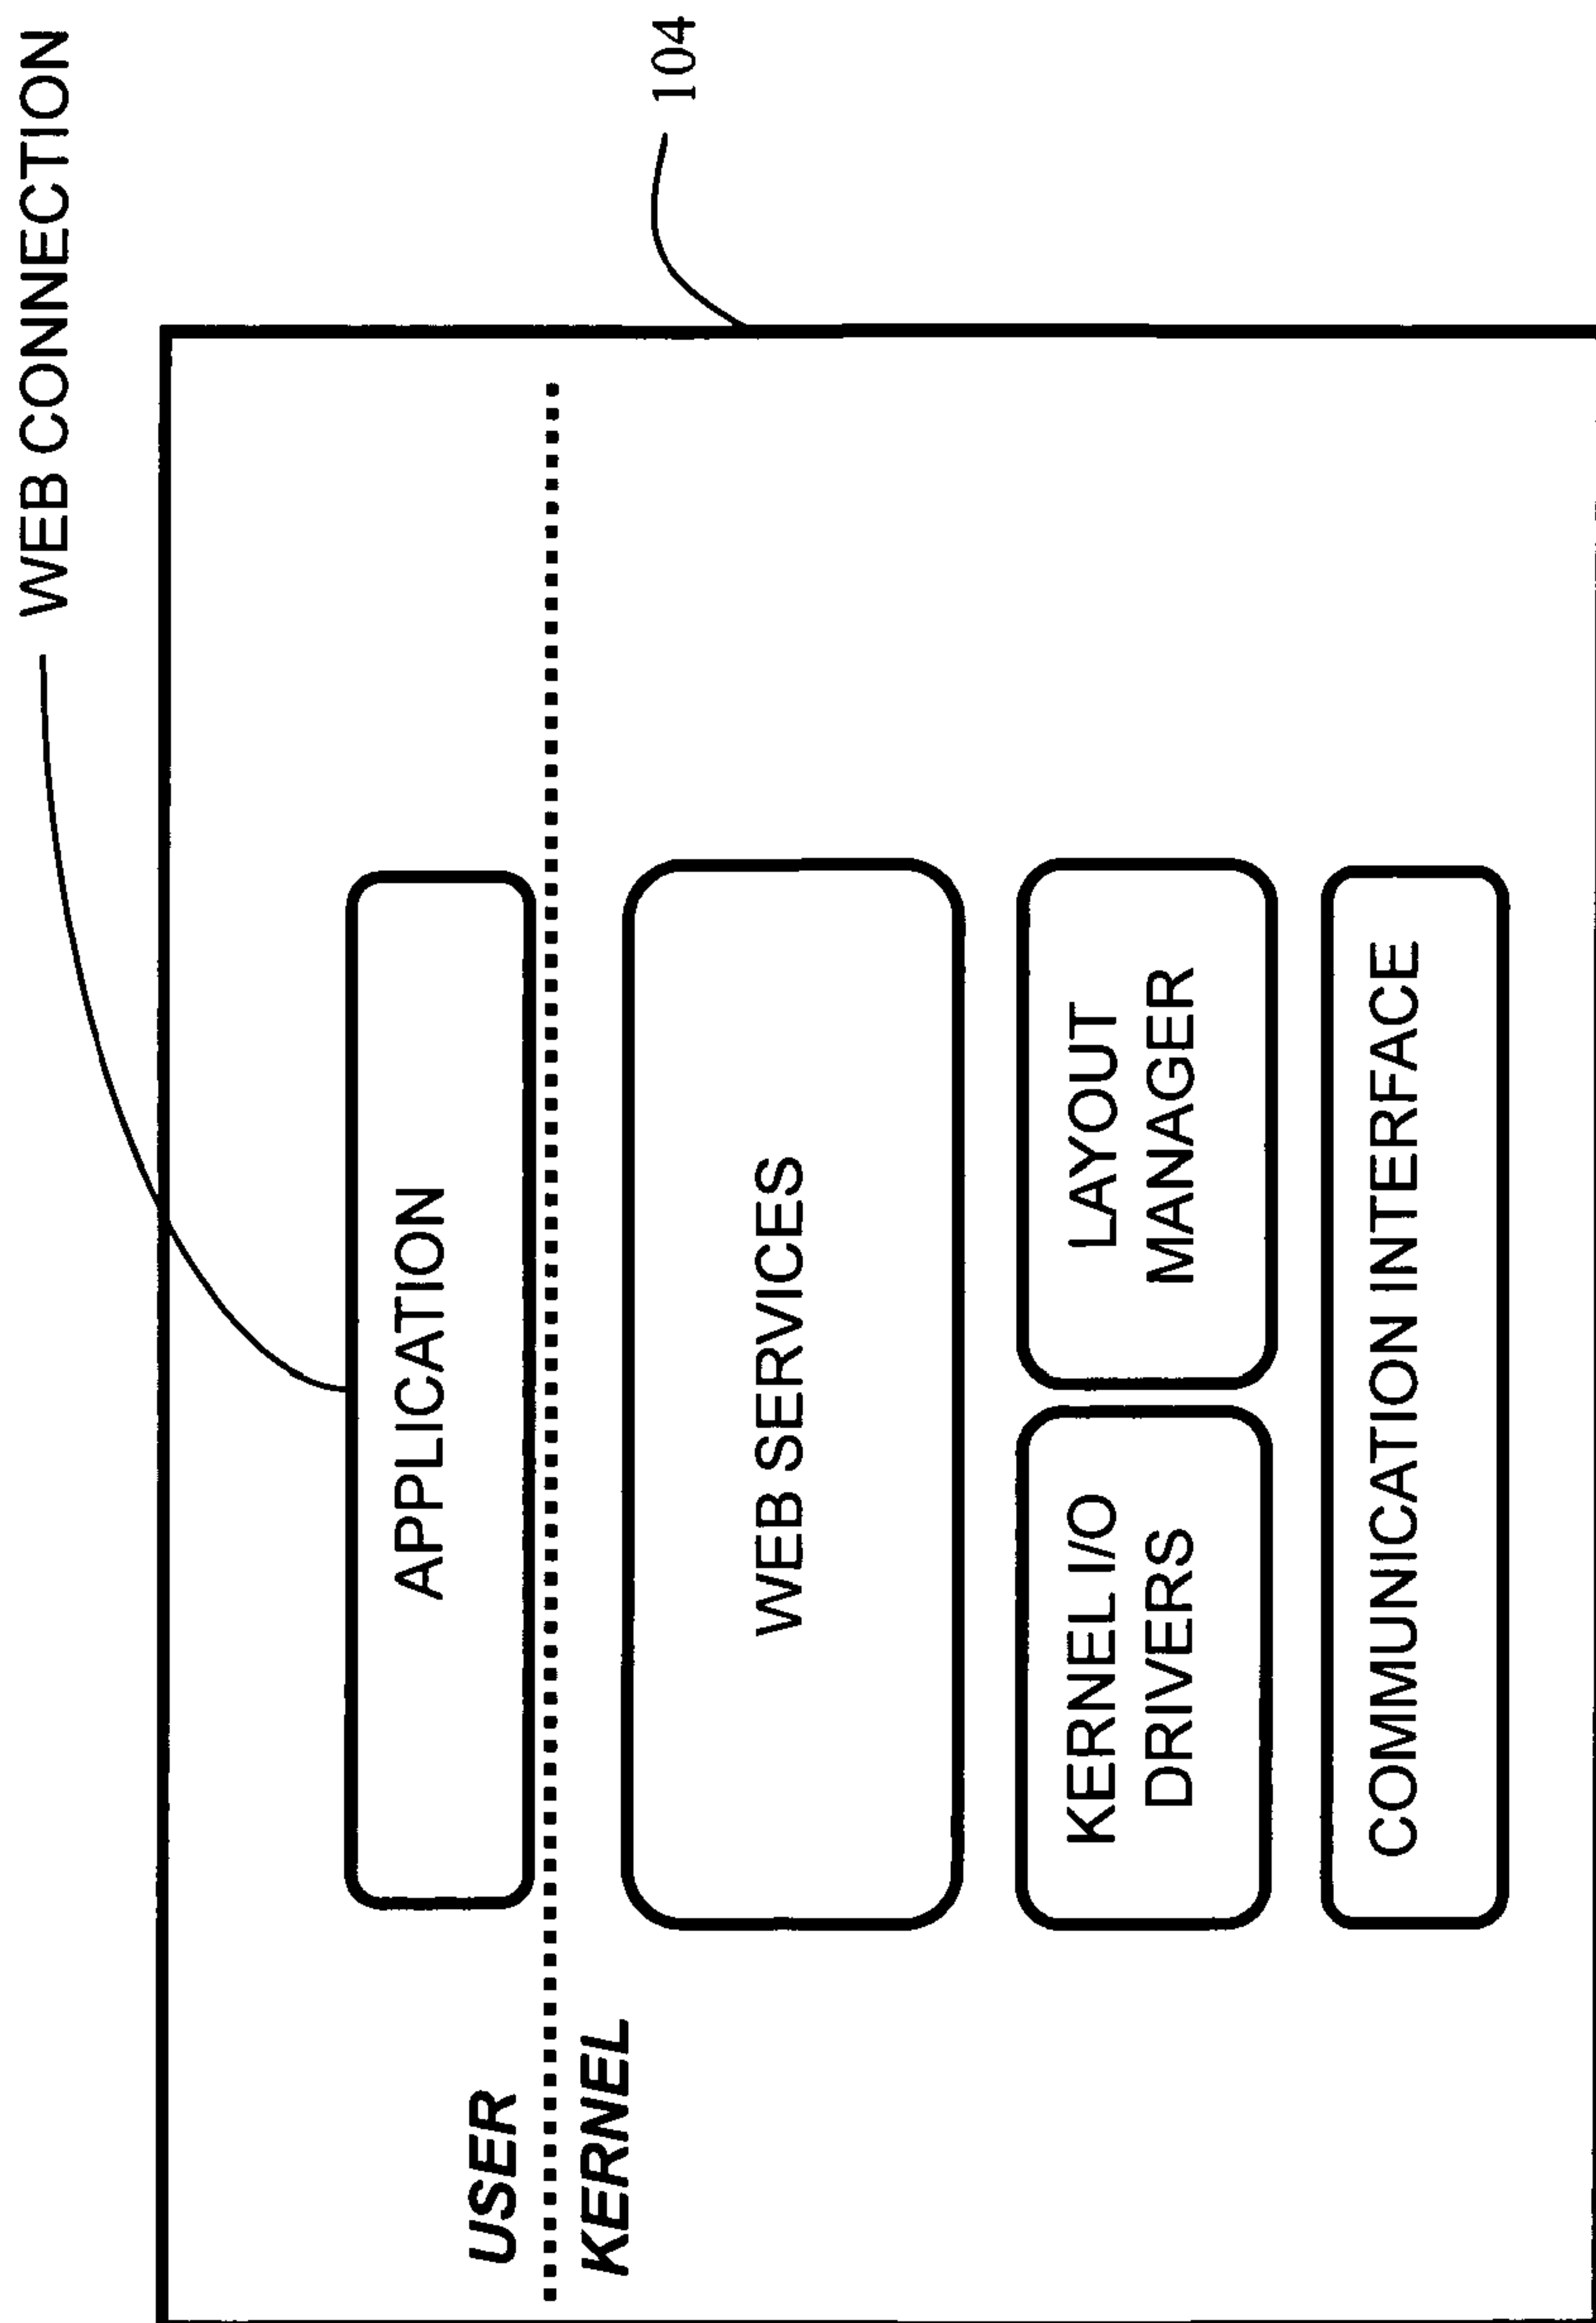 WEB CONNECTION
104
APPLICATION
USER
KERNEL
WEB SERVICES
KERNEL I/O
DRIVERS
LAYOUT
MANAGER
COMMUNICATION INTERFACE